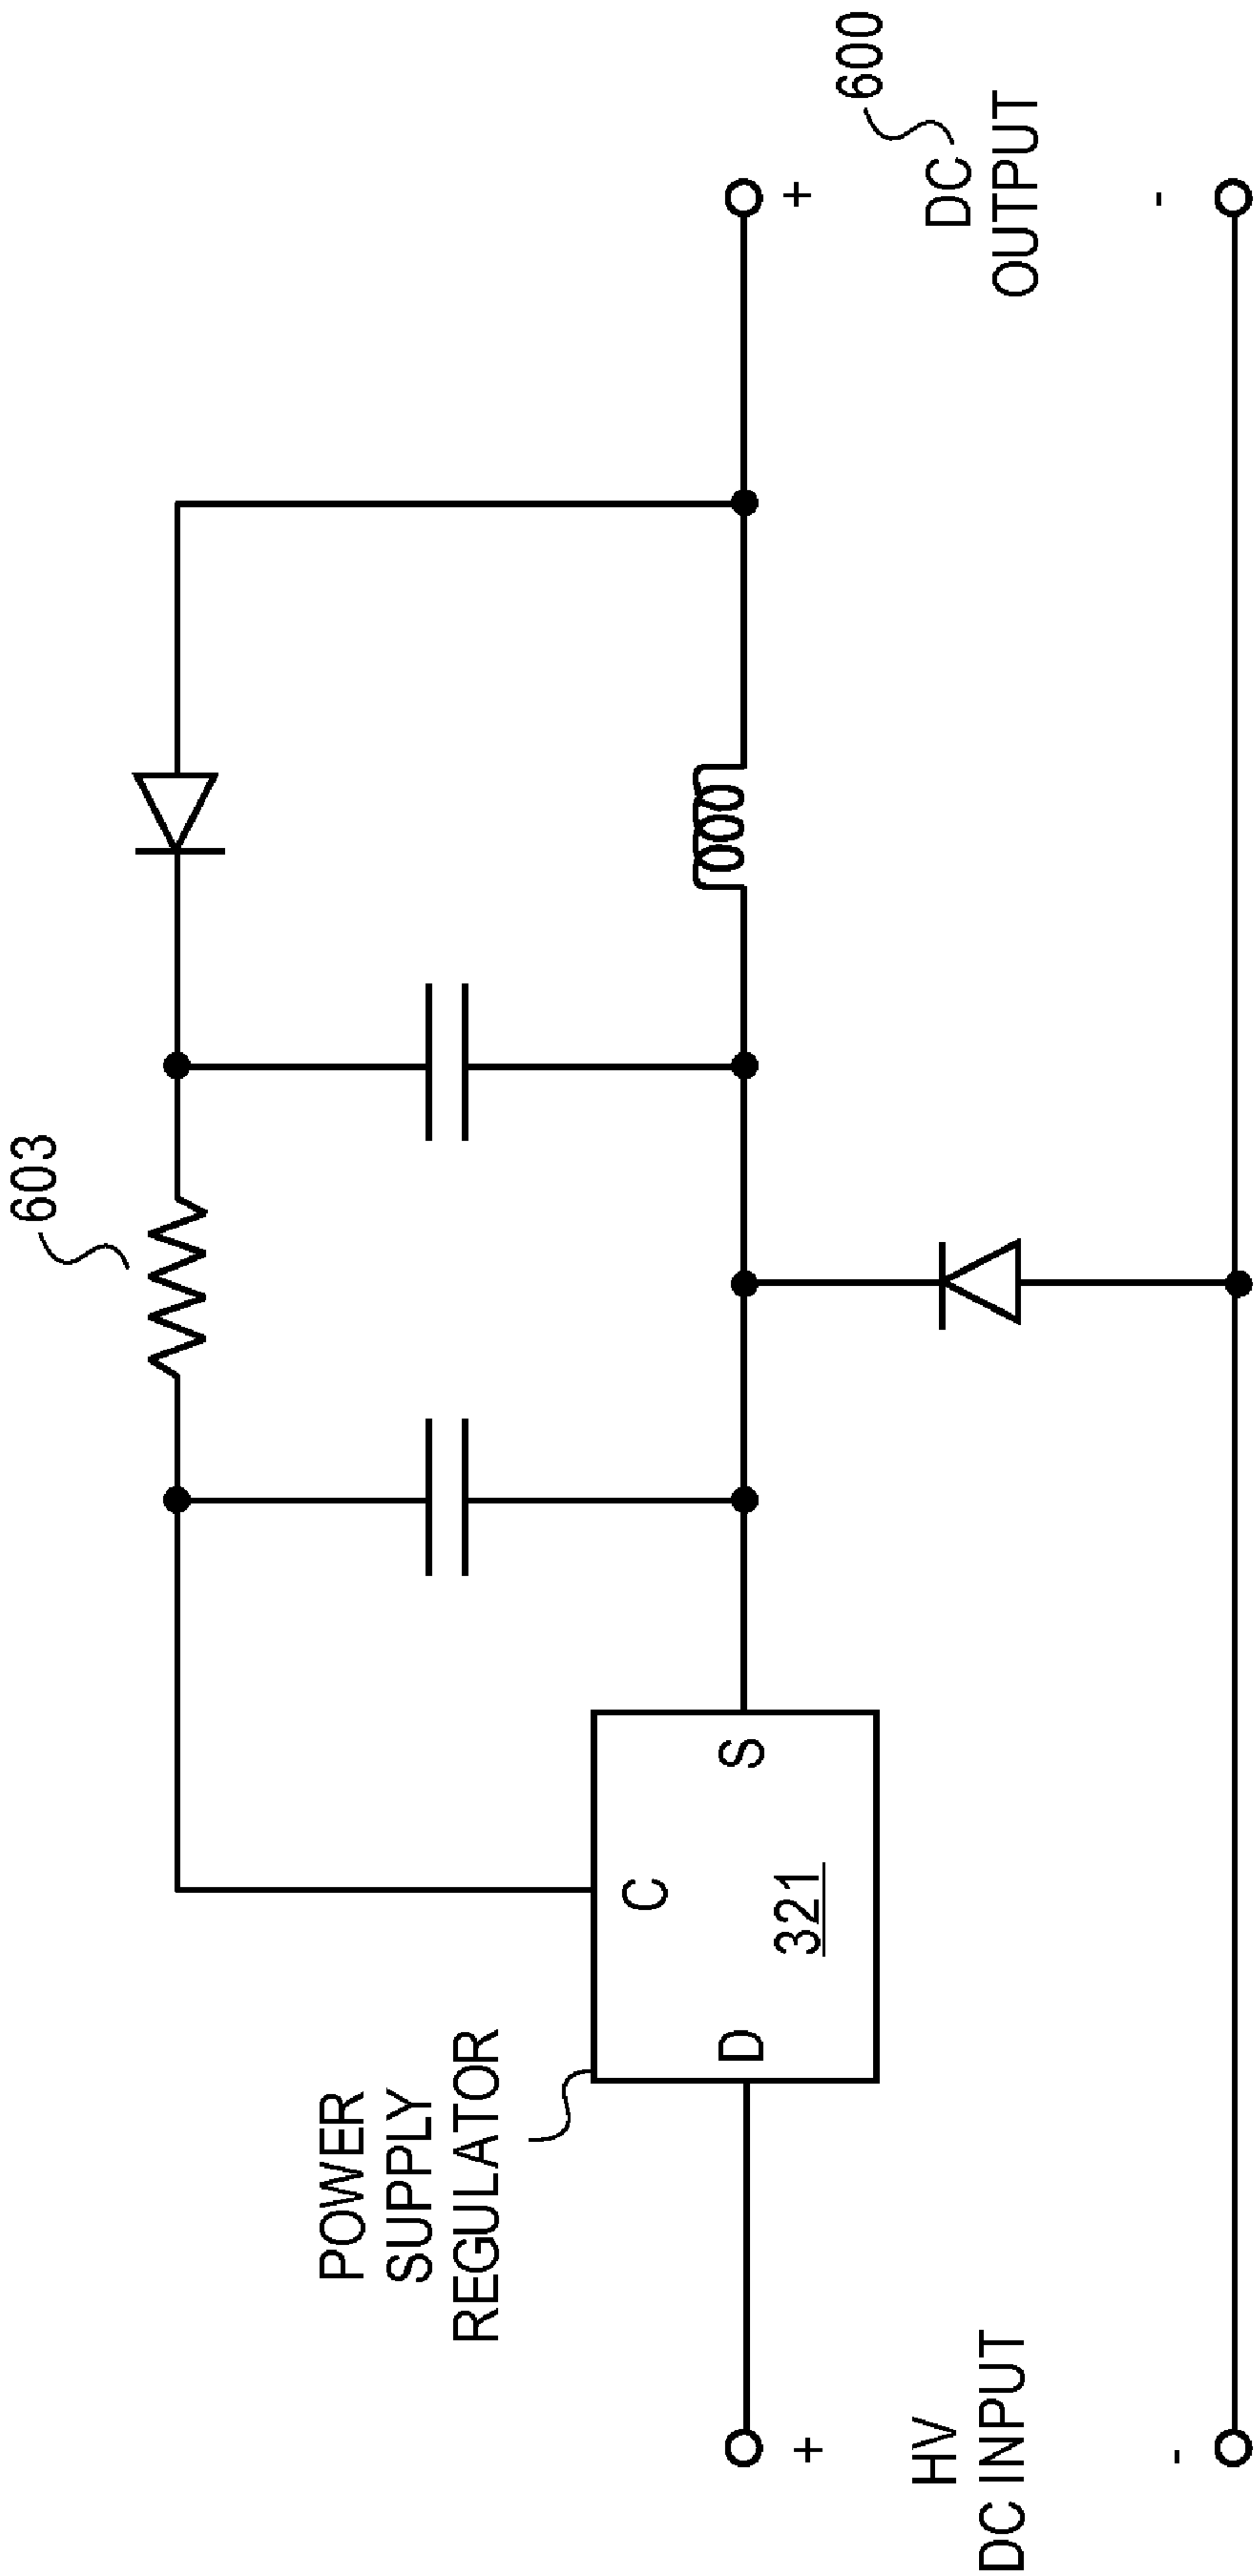 603
600
POWER
SUPPLY
REGULATOR
C
D
S
321
+
HV
DC INPUT
-
+
DC
OUTPUT
-